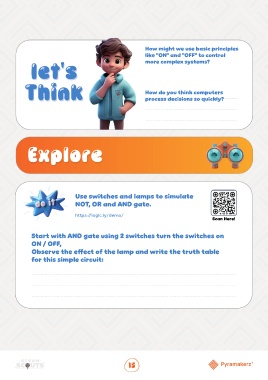 How might we use basic principles
like "ON" and "OFF" to control
more complex systems?
let's
Think
How do you think computers
process decisions so quickly?
Explore
do it
Use switches and lamps to simulate
NOT, OR and AND gate.
https://logic.ly/demo/
Scan Here!
Start with AND gate using 2 switches turn the switches on
ON / OFF,
Observe the effect of the lamp and write the truth table
for this simple circuit:
SCOUTS
13
Pyramakers